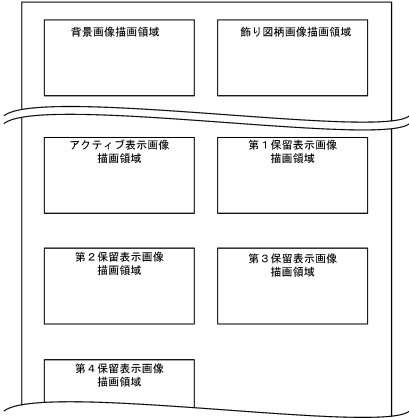 背景画像描画領域
飾り図柄画像描画領域
アクティブ表示画像
描画領域
第１保留表示画像
描画領域
第２保留表示画像
描画領域
第３保留表示画像
描画領域
第４保留表示画像
描画領域